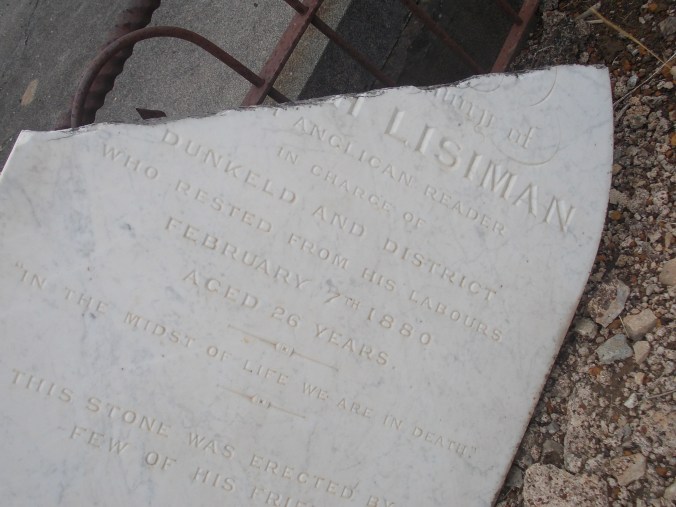 LISIMAN
ANGLICAN READER
IN CHARGE OF
DUNKELD AND DISTRICT
WHO RESTED FROM HIS LABOURS
FEBRUARY 7TH 1880
AGED 26 YEARS.
"IN THE MIDST OF LIFE WE ARE IN DEATH."
THIS STONE WAS ERECTED BY
FEW OF HIS FRIE